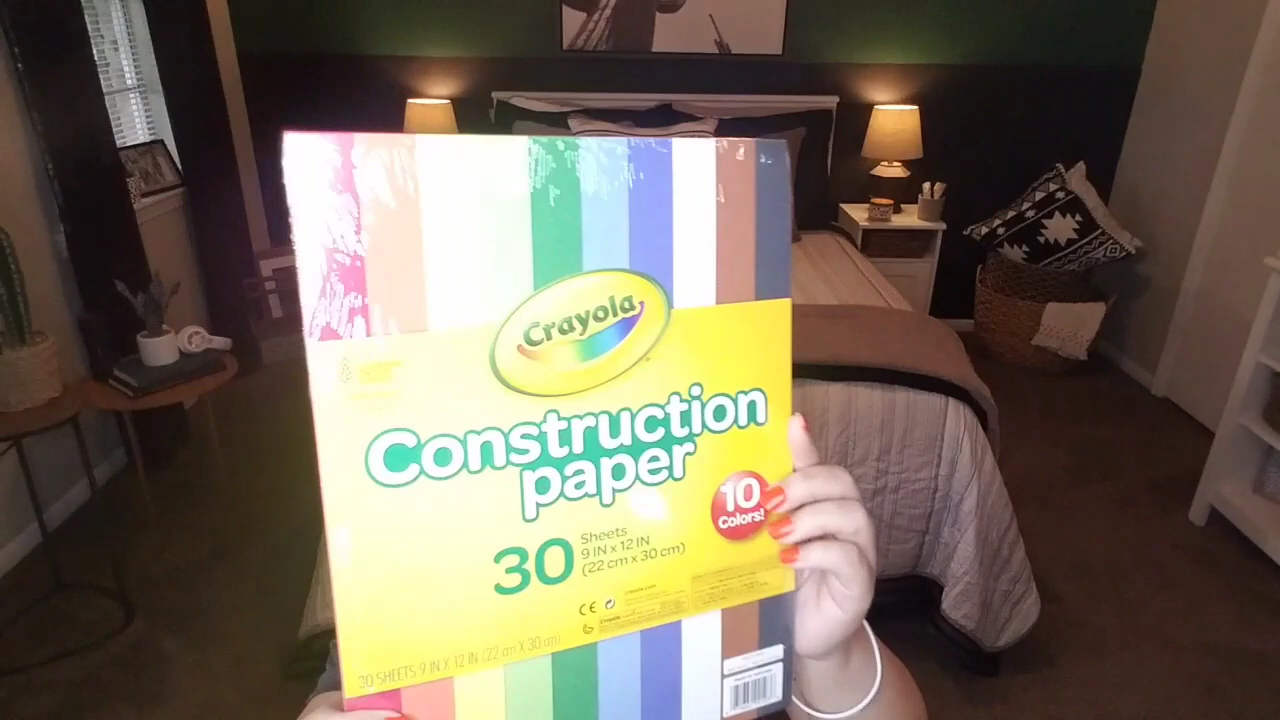 Crayola
Construction
paper
10
Colors!
30
Sheets
9 IN x 12 IN
(22 cm x 30 cm)
CE
30 SHEETS 9 IN X 12 IN (22 cm X 30 cm)